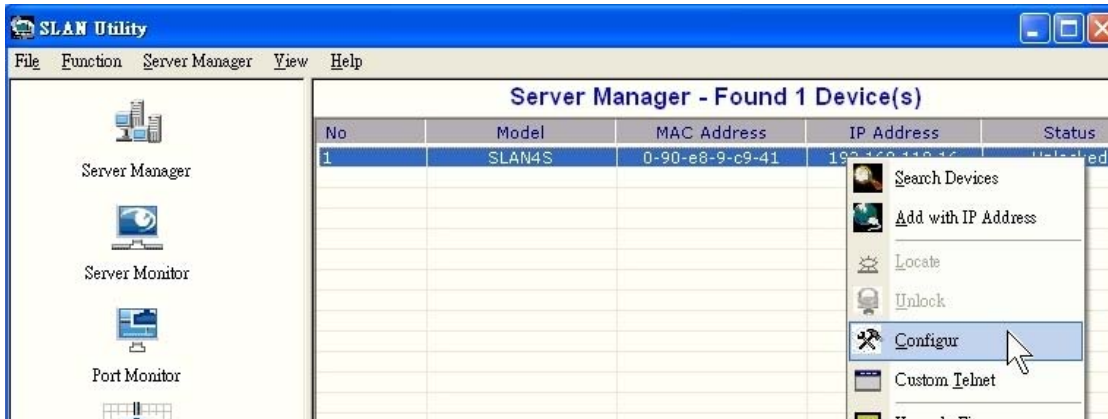 SLAN Utility
File Function Server Manager View Help
Server Manager
Server Monitor
Port Monitor
Server Manager - Found 1 Device(s)
No Model MAC Address IP Address Status
1 SLAN4S 0-90-e8-9-c9-41
Search Devices
Add with IP Address
Locate
Unlock
Configur
Custom Telnet